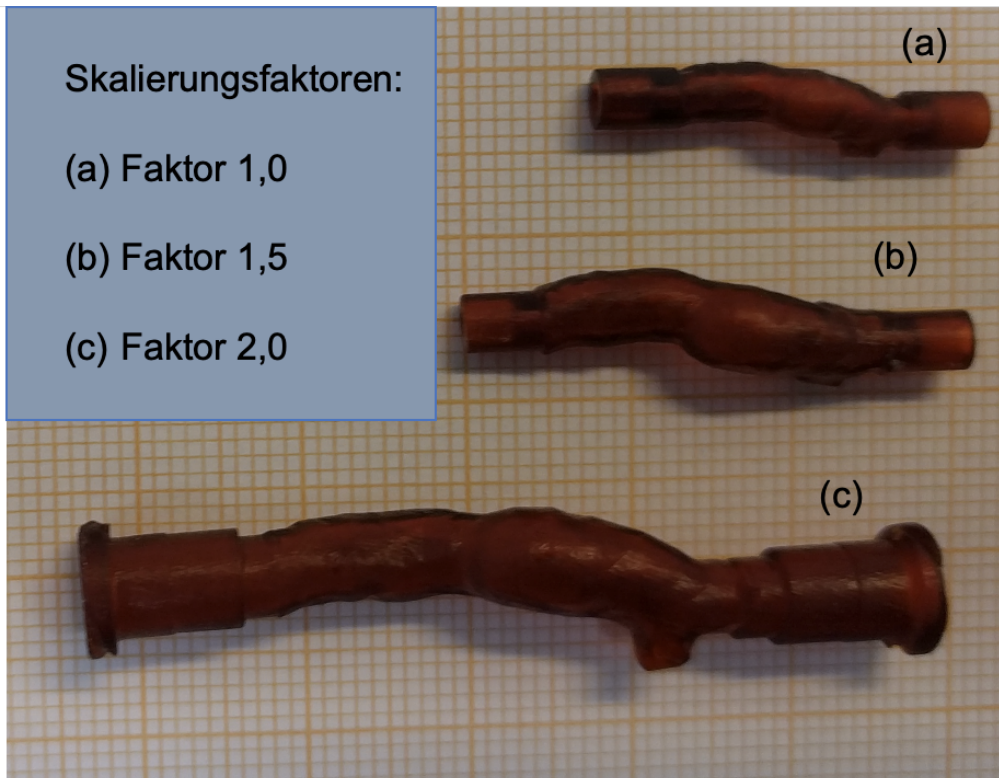 Skalierungsfaktoren:
(a) Faktor 1,0
(b) Faktor 1,5
(c) Faktor 2,0
(a)
(b)
(c)